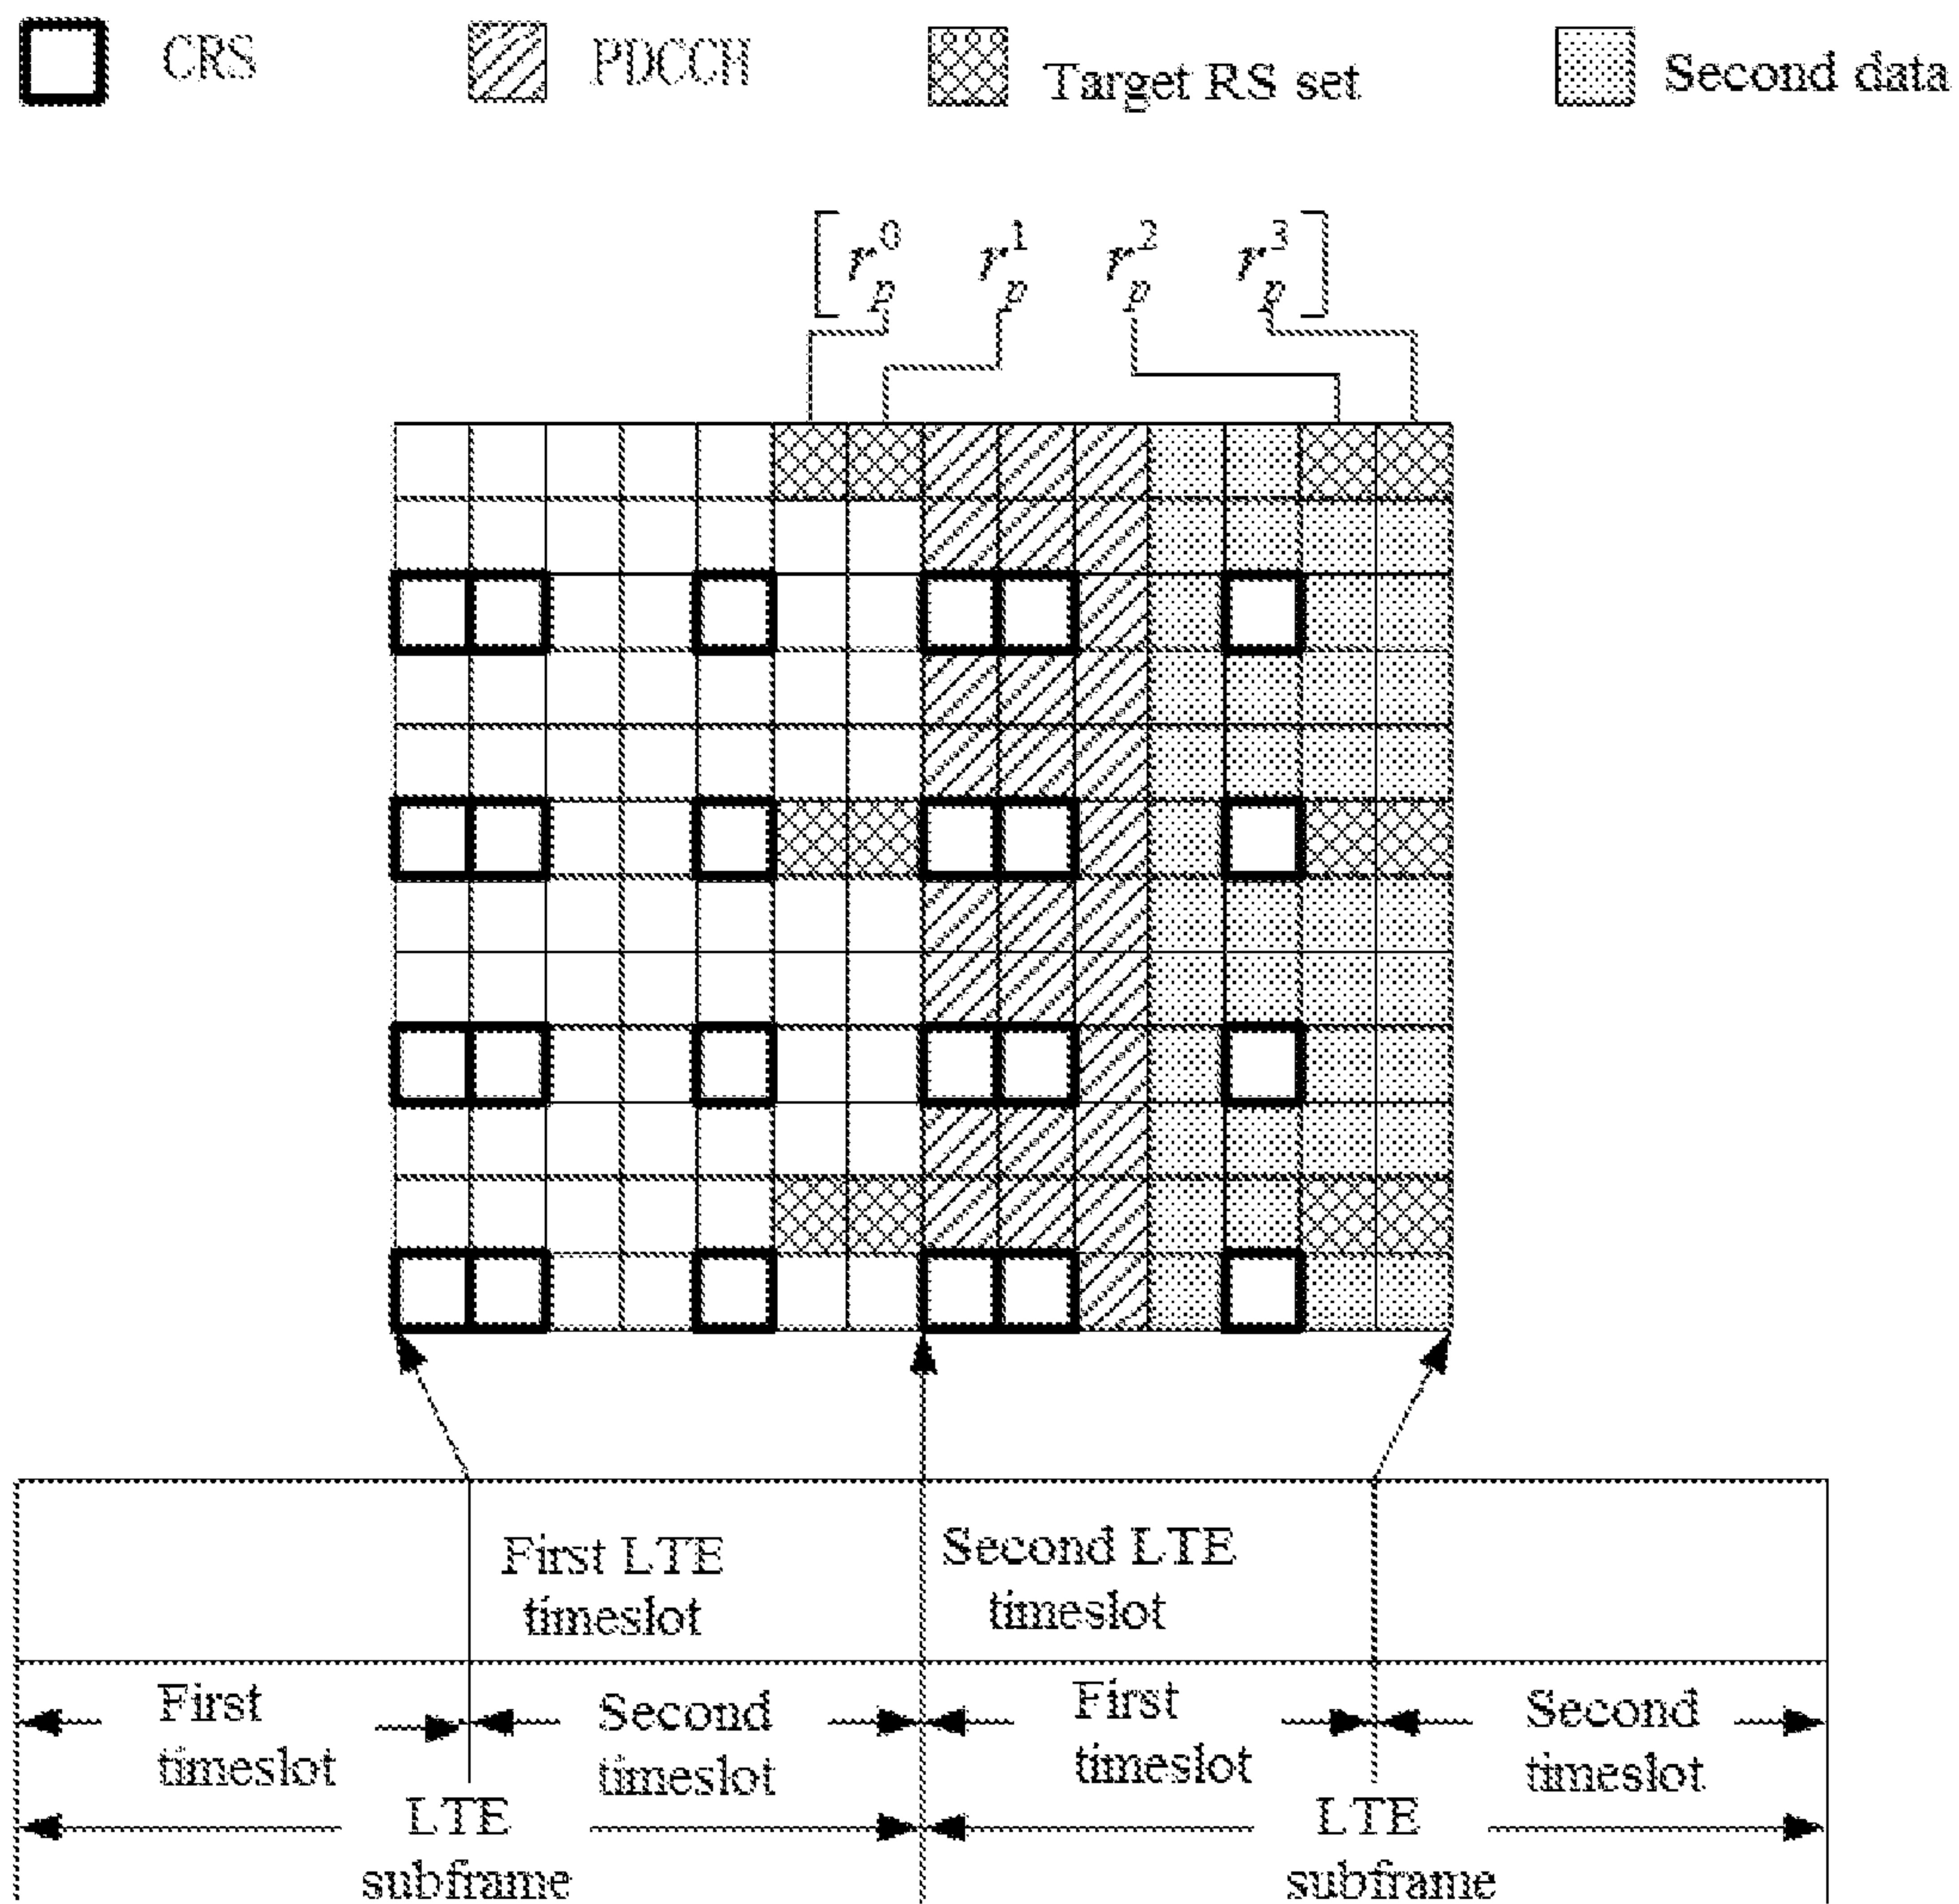 CRS PDCCH Target RS set Second data
[ r_p^0 r_p^1 r_p^2 r_p^3 ]
First LTE timeslot
Second LTE timeslot
First timeslot
Second timeslot
First timeslot
Second timeslot
LTE subframe
LTE subframe